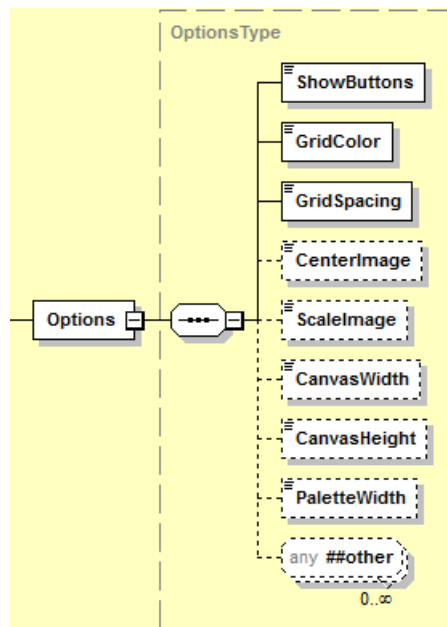 OptionsType
ShowButtons
GridColor
GridSpacing
CenterImage
Options
ScaleImage
CanvasWidth
CanvasHeight
PaletteWidth
any ##other
0..∞